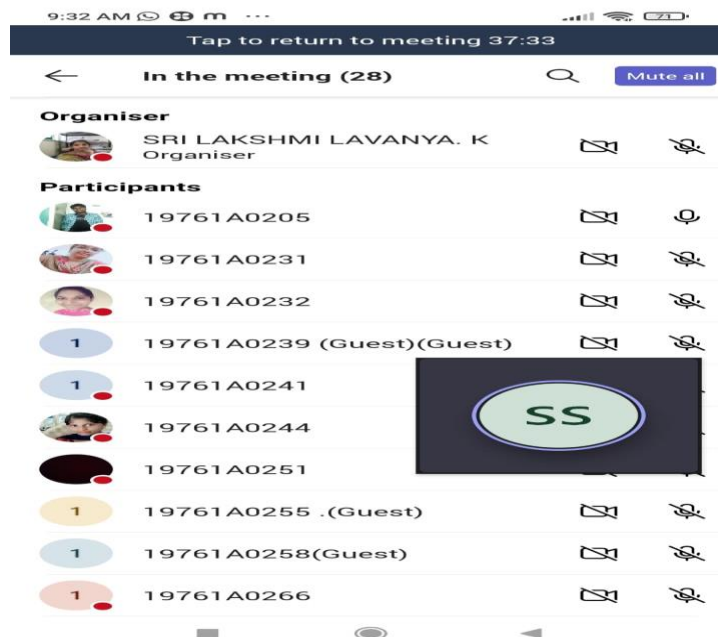 9:32 AM
71
Tap to return to meeting 37:33
In the meeting (28)
Mute all
Organiser
SRI LAKSHMI LAVANYA. K
Organiser
Participants
19761A0205
19761A0231
19761A0232
1 19761A0239 (Guest)(Guest)
1 19761A0241
SS
19761A0244
19761A0251
1 19761A0255 .(Guest)
1 19761A0258(Guest)
1 19761A0266